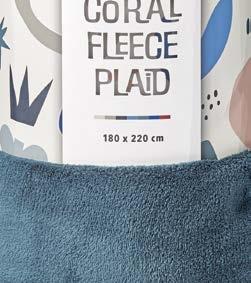 CORAL
FLEECE
PLAID
180 x 220 cm